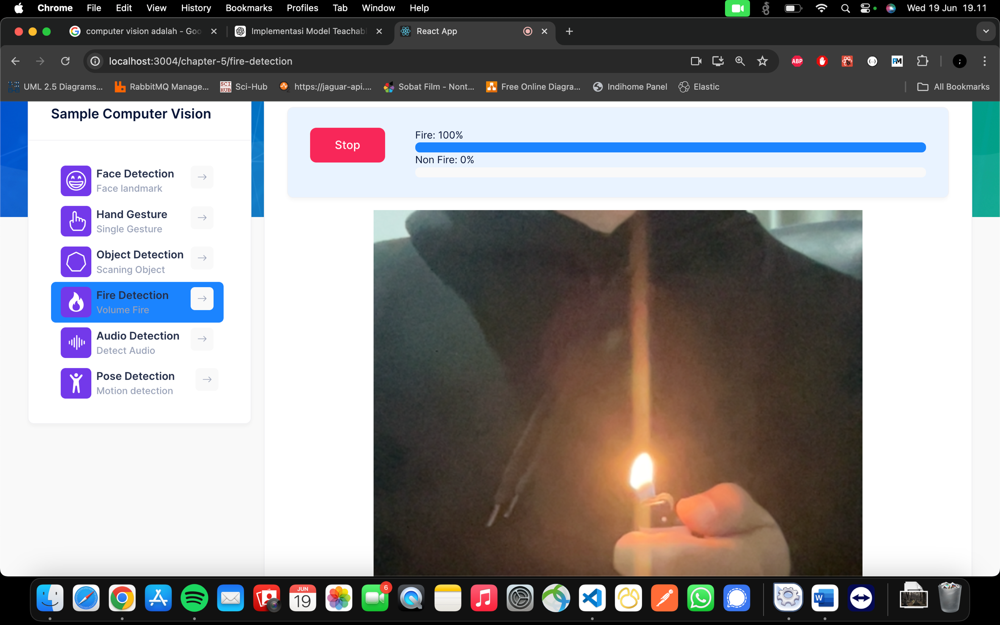 Chrome File Edit View History Bookmarks Profiles Tab Window Help Wed 19 Jun 19.11
computer vision adalah - Goo
Implementasi Model Teachabl
React App
localhost:3004/chapter-5/fire-detection
ABP
PM
;
UML 2.5 Diagrams...
RabbitMQ Manage...
SCI HUB Sci-Hub
https://jaguar-api....
Sobat Film - Nont...
Free Online Diagra...
Indihome Panel
Elastic
All Bookmarks
Sample Computer Vision
Face Detection
Face landmark
Hand Gesture
Single Gesture
Object Detection
Scaning Object
Fire Detection
Volume Fire
Audio Detection
Detect Audio
Pose Detection
Motion detection
Stop
Fire: 100%
Non Fire: 0%
JUN
19
6
W